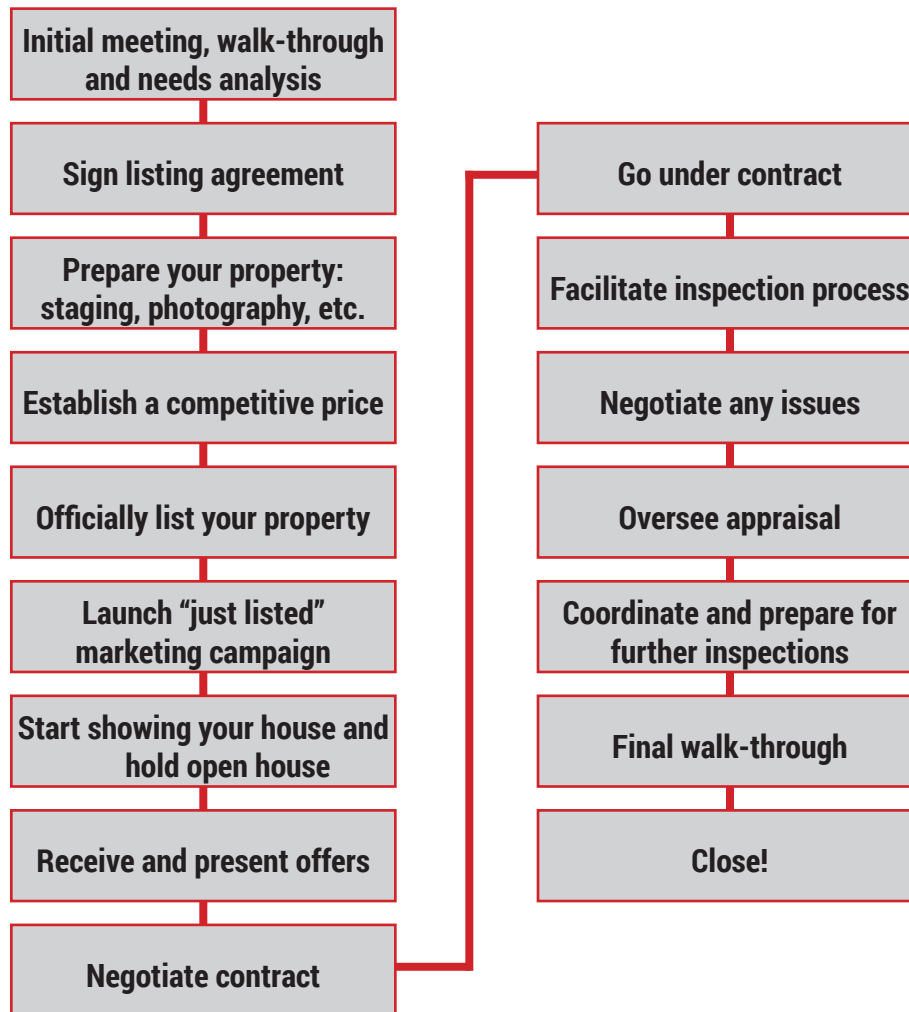 Initial meeting, walk-through
and needs analysis
Sign listing agreement
Prepare your property:
staging, photography, etc.
Establish a competitive price
Officially list your property
Launch “just listed”
marketing campaign
Start showing your house and
hold open house
Receive and present offers
Negotiate contract
Go under contract
Facilitate inspection process
Negotiate any issues
Oversee appraisal
Coordinate and prepare for
further inspections
Final walk-through
Close!